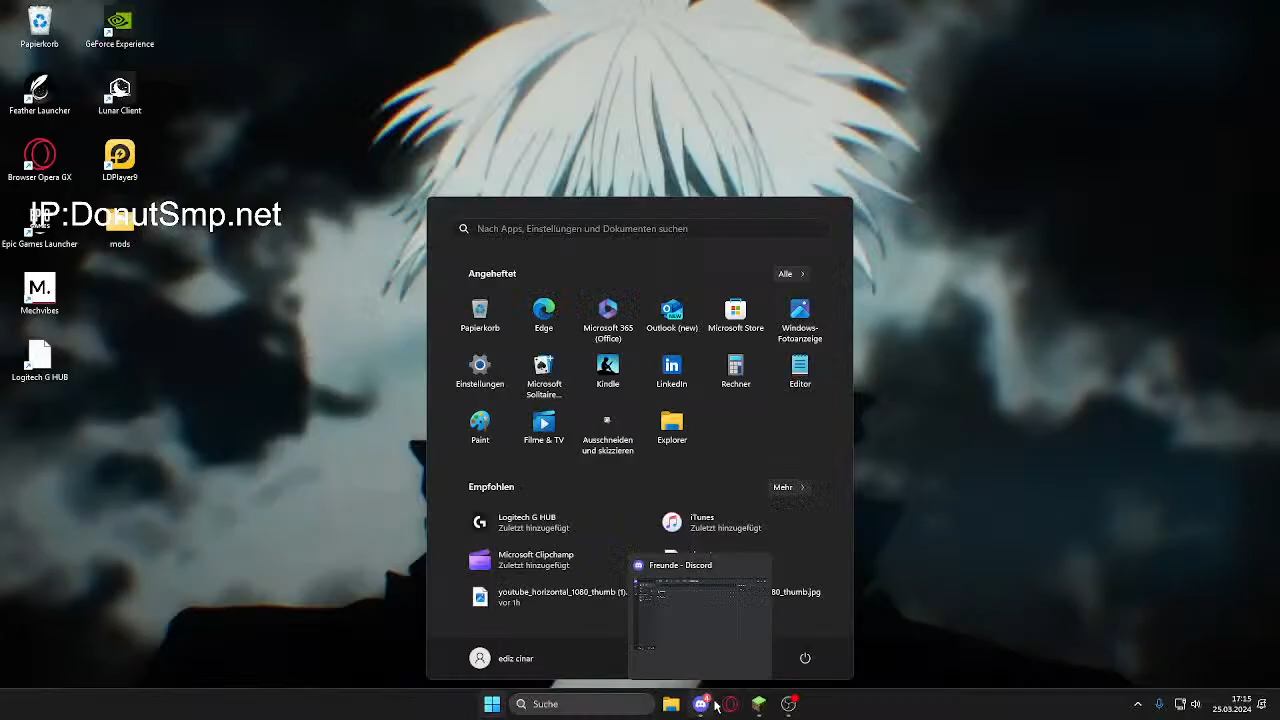 Papierkorb
GeForce Experience
Feather Launcher
Lunar Client
Browser Opera GX
LDPlayer9
IP:DonutSmp.net
Epic Games Launcher
mods
M.
Mechvibes
Logitech G HUB
Nach Apps, Einstellungen und Dokumenten suchen
Angeheftet
Alle
Papierkorb
Edge
Microsoft 365
(Office)
Outlook (new)
Microsoft Store
Windows-
Fotoanzeige
Einstellungen
Microsoft
Solitaire...
Kindle
LinkedIn
Rechner
Editor
Paint
Filme & TV
Ausschneiden
und skizzieren
Explorer
Empfohlen
Mehr
Logitech G HUB
Zuletzt hinzugefügt
iTunes
Zuletzt hinzugefügt
Microsoft Clipchamp
Zuletzt hinzugefügt
Freunde - Discord
youtube_horizontal_1080_thumb (1).
vor 1h
80_thumb.jpg
ediz cinar
Suche
17:15
25.03.2024